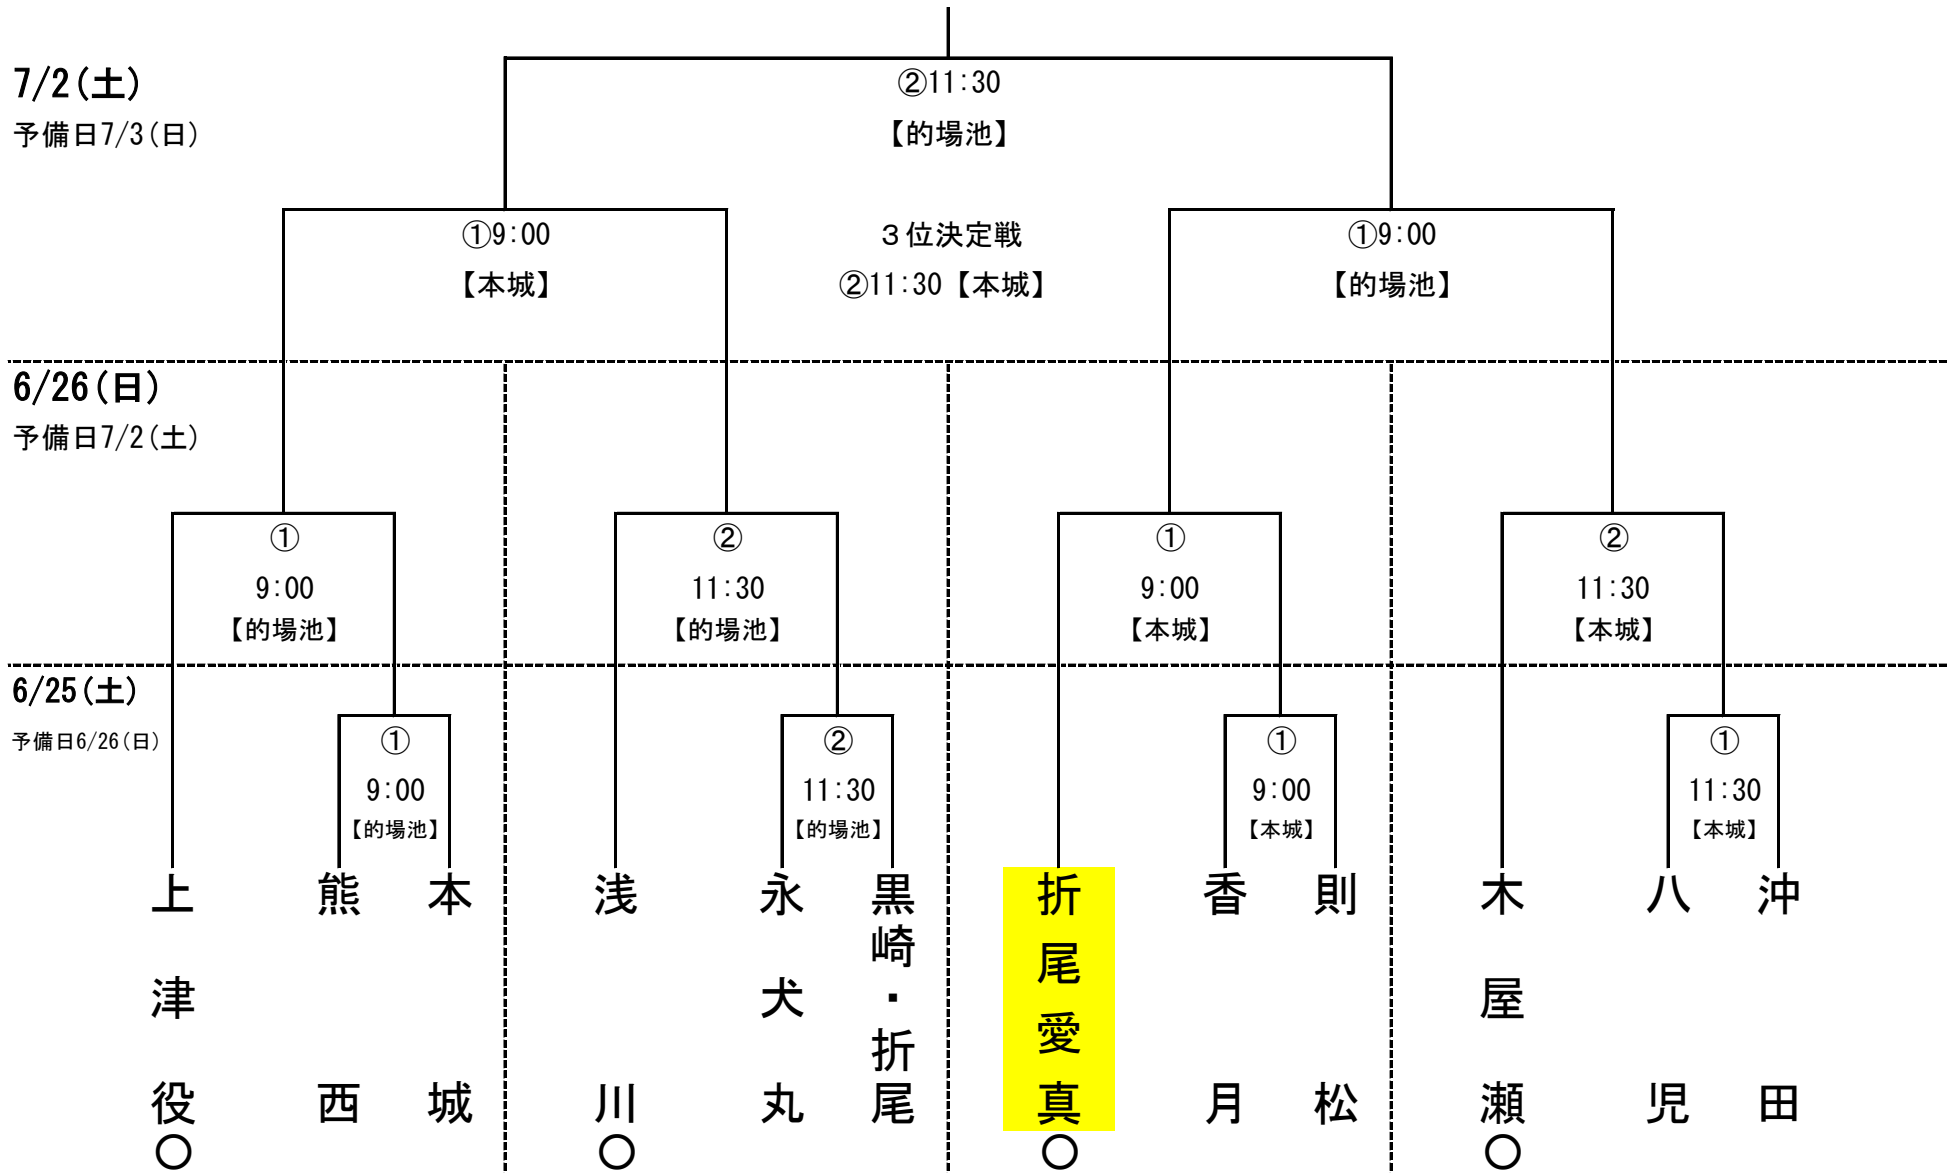 7/2(土)
②11:30
予備日7/3(日)
【的場池】
①9:00
３位決定戦
①9:00
【本城】
②11:30【本城】
【的場池】
6/26(日)
予備日7/2(土)
①
②
①
②
9:00
11:30
9:00
11:30
【的場池】
【的場池】
【本城】
【本城】
6/25(土)
予備日6/26(日)
①
②
①
①
9:00
11:30
9:00
11:30
【的場池】
【的場池】
【本城】
【本城】
上津役○
熊西
本城
浅川○
永犬丸
黒崎・折尾
折尾愛真○
香月
則松
木屋瀬○
八児
沖田